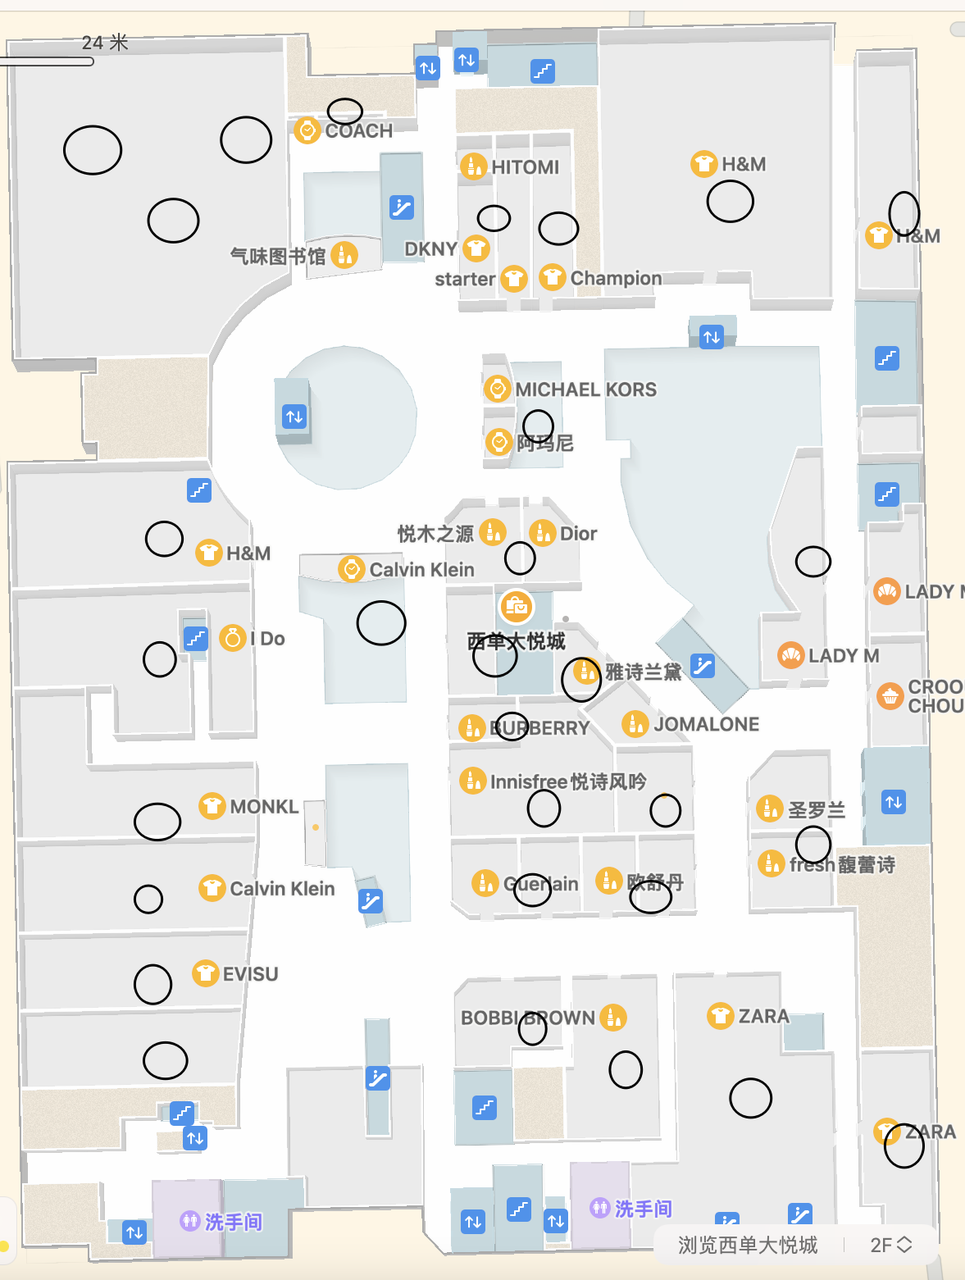 24 米
COACH
HITOMI
H&M
气味图书馆
DKNY
H&M
starter
Champion
MICHAEL KORS
阿玛尼
悦木之源
Dior
H&M
Calvin Klein
西单大悦城
LADY M
I Do
雅诗兰黛
LADY M
CROO
CHOU
BURBERRY
JOMALONE
Innisfree悦诗风吟
MONKL
圣罗兰
fresh馥蕾诗
Calvin Klein
Guerlain
欧舒丹
EVISU
BOBBI BROWN
ZARA
ZARA
洗手间
洗手间
浏览西单大悦城
2F